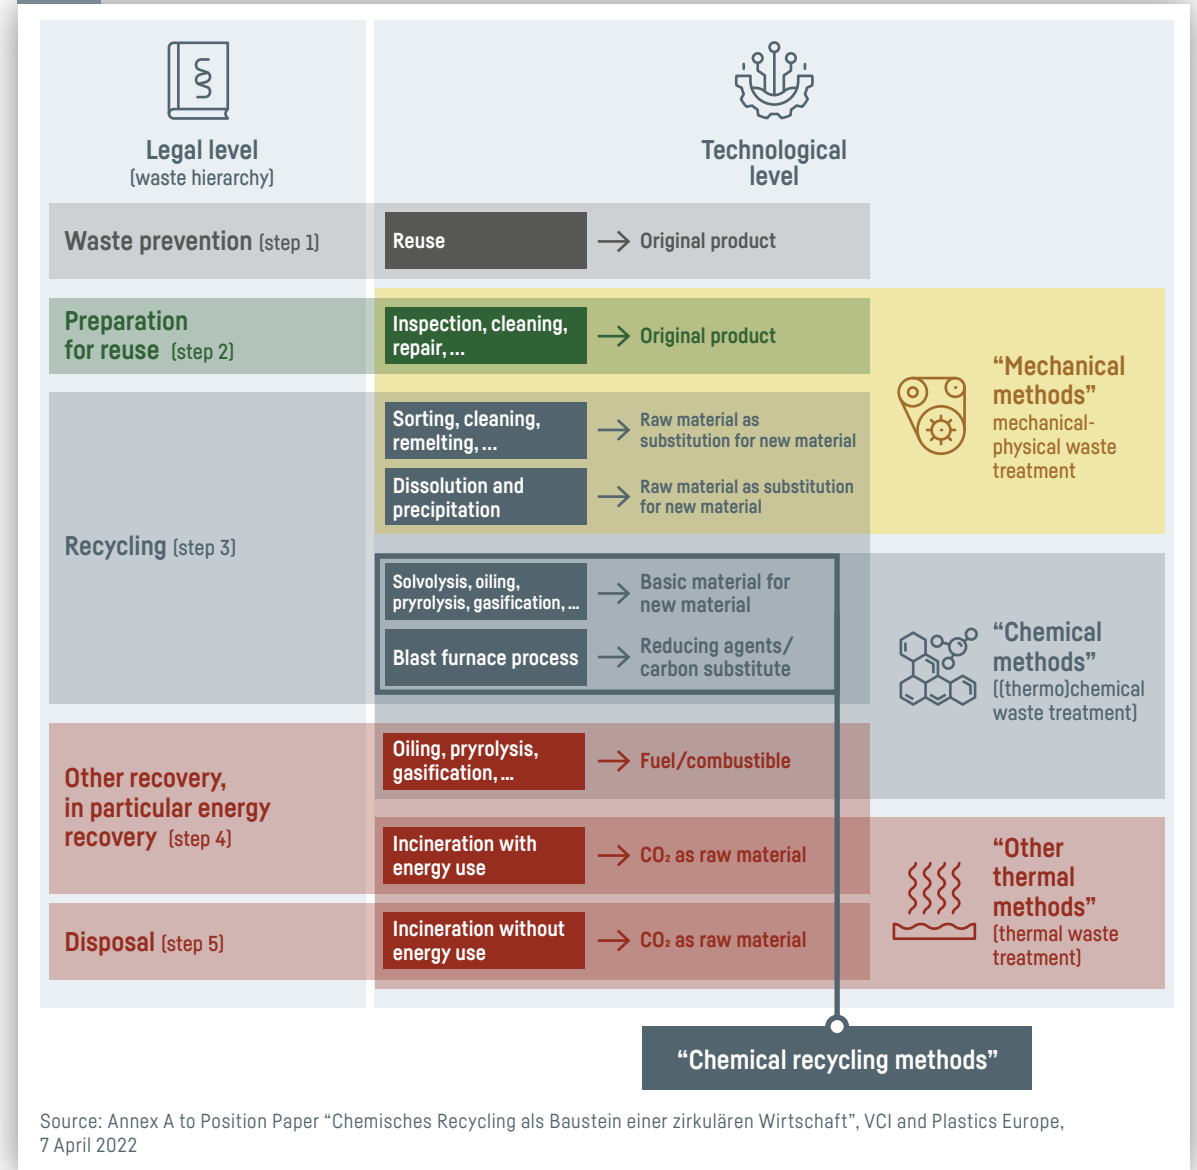 §
Legal level
(waste hierarchy)
Technological
level
Waste prevention (step 1)
Reuse
Original product
Preparation
for reuse (step 2)
Inspection, cleaning,
repair, ...
Original product
"Mechanical
methods"
mechanical-
physical waste
treatment
Recycling (step 3)
Sorting, cleaning,
remelting, ...
Raw material as
substitution for new material
Dissolution and
precipitation
Raw material as substitution
for new material
Solvolysis, oiling,
pryrolysis, gasification, ...
Basic material for
new material
Blast furnace process
Reducing agents/
carbon substitute
"Chemical
methods"
((thermo)chemical
waste treatment)
Other recovery,
in particular energy
recovery (step 4)
Oiling, pryrolysis,
gasification, ...
Fuel/combustible
Incineration with
energy use
CO₂ as raw material
"Other
thermal
methods"
(thermal waste
treatment)
Disposal (step 5)
Incineration without
energy use
CO₂ as raw material
"Chemical recycling methods"
Source: Annex A to Position Paper "Chemisches Recycling als Baustein einer zirkulären Wirtschaft", VCI and Plastics Europe,
7 April 2022